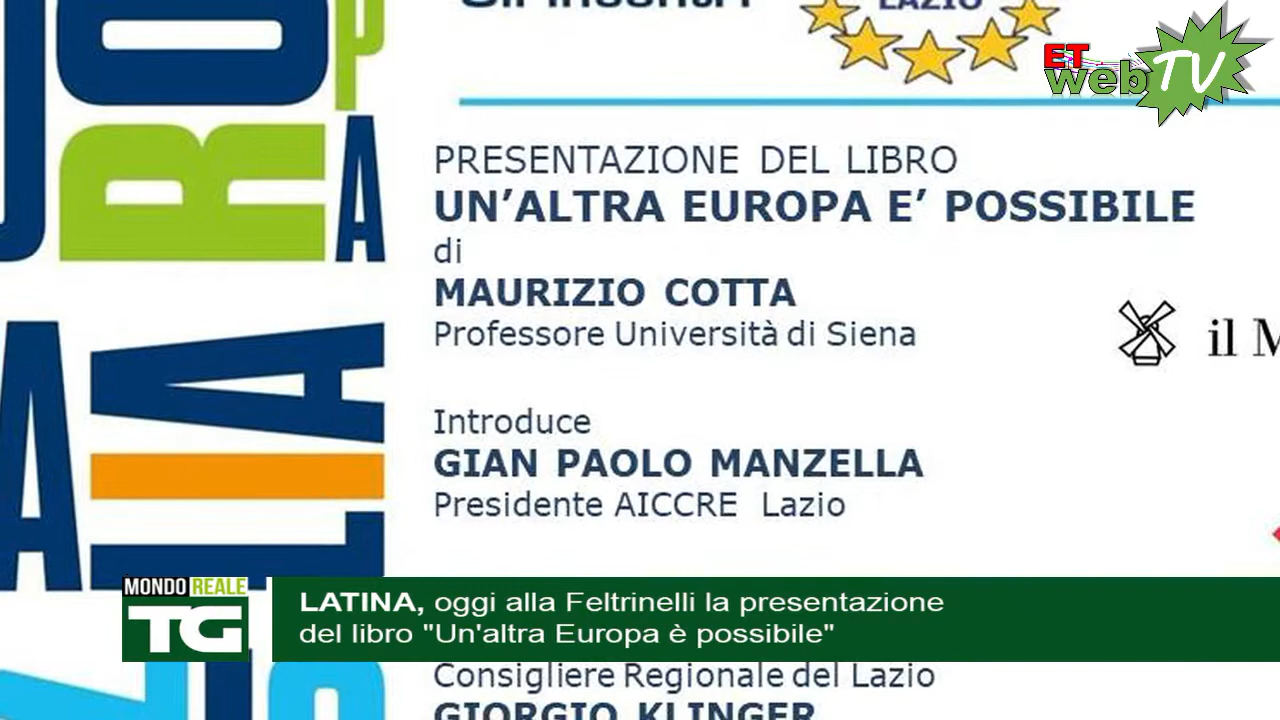 LAZIO
ET
webTV
PRESENTAZIONE DEL LIBRO
UN’ALTRA EUROPA E’ POSSIBILE
di
MAURIZIO COTTA
Professore Università di Siena
il M
Introduce
GIAN PAOLO MANZELLA
Presidente AICCRE Lazio
MONDO REALE
TG
LATINA, oggi alla Feltrinelli la presentazione
del libro "Un'altra Europa è possibile"
Consigliere Regionale del Lazio
GIORGIO KLINGER